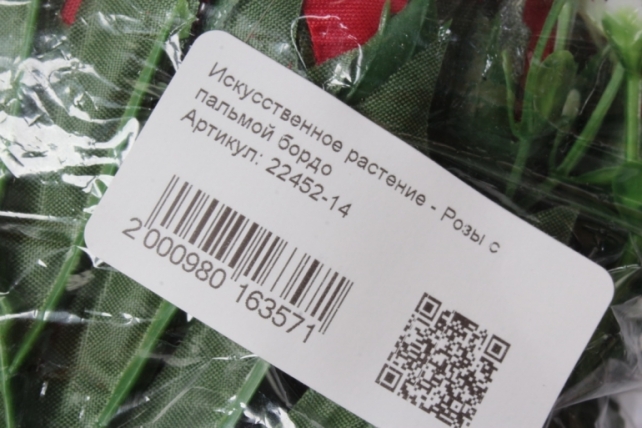 Искусственное растение - Розы с
пальмой бордо
Артикул: 22452-14
2 000980 163571